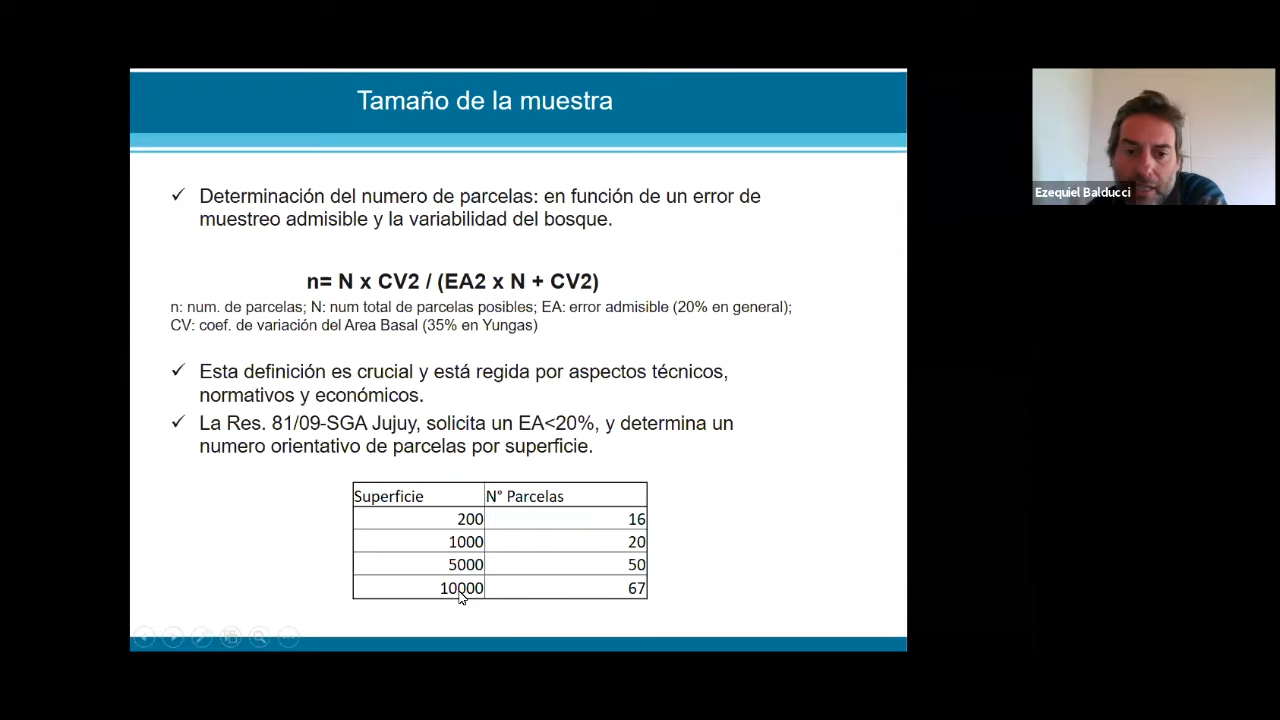 Tamaño de la muestra
✓ Determinación del numero de parcelas: en función de un error de
muestreo admisible y la variabilidad del bosque.
n= N x CV2 / (EA2 x N + CV2)
n: num. de parcelas; N: num total de parcelas posibles; EA: error admisible (20% en general);
CV: coef. de variación del Area Basal (35% en Yungas)
✓ Esta definición es crucial y está regida por aspectos técnicos,
normativos y económicos.
✓ La Res. 81/09-SGA Jujuy, solicita un EA<20%, y determina un
numero orientativo de parcelas por superficie.
Superficie N° Parcelas
200 16
1000 20
5000 50
10000 67
Ezequiel Balducci